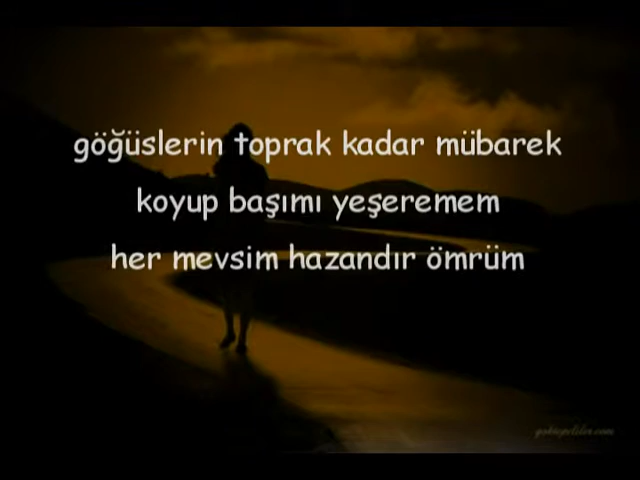 göğüslerin toprak kadar mübarek
koyup başımı yeşeremem
her mevsim hazandır ömrüm